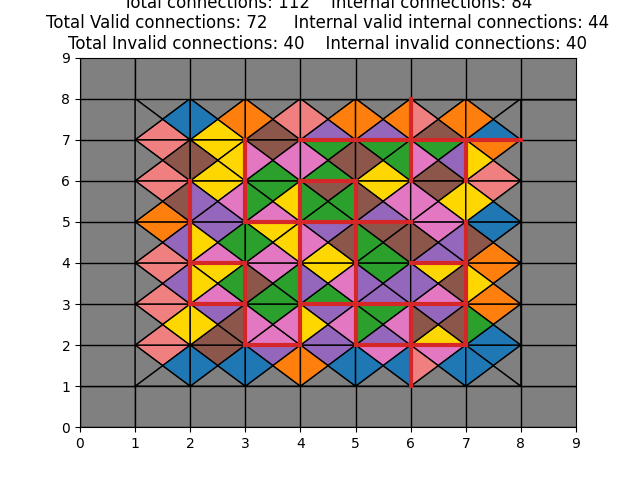 Total connections: 112    Internal connections: 84
Total Valid connections: 72    Internal valid internal connections: 44
Total Invalid connections: 40    Internal invalid connections: 40
9
8
7
6
5
4
3
2
1
0
0 1 2 3 4 5 6 7 8 9